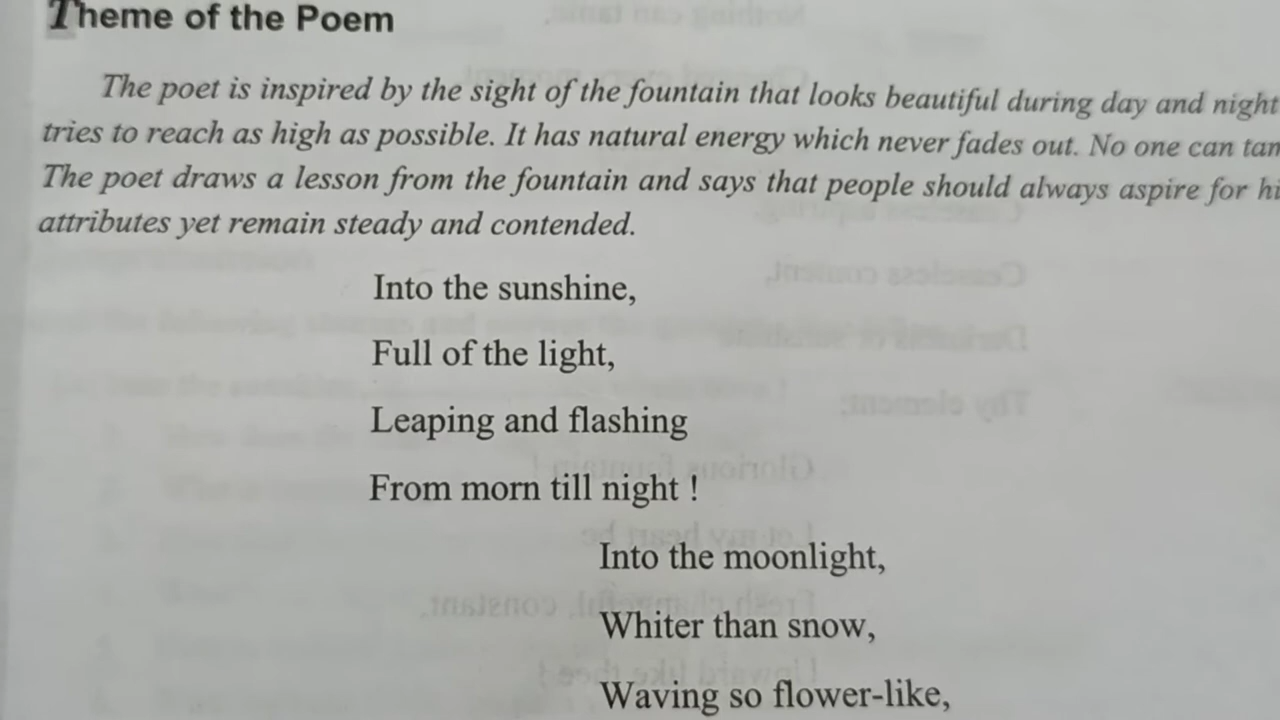 Theme of the Poem
The poet is inspired by the sight of the fountain that looks beautiful during day and night
tries to reach as high as possible. It has natural energy which never fades out. No one can
The poet draws a lesson from the fountain and says that people should always aspire for
attributes yet remain steady and contended.
Into the sunshine,
Full of the light,
Leaping and flashing
From morn till night !
Into the moonlight,
Whiter than snow,
Waving so flower-like,